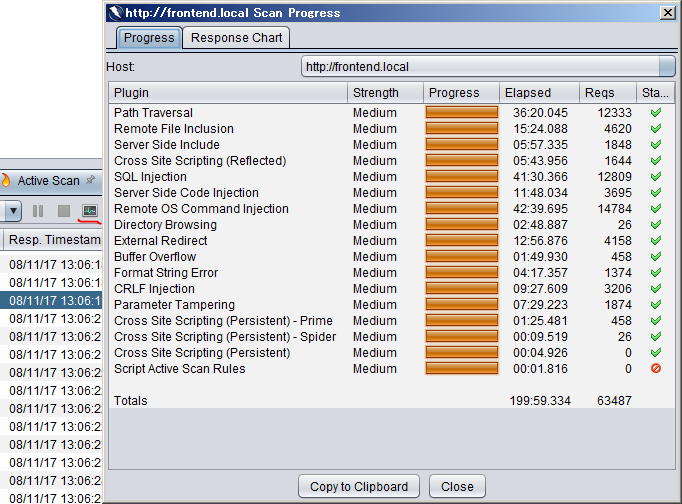 http://frontend.local Scan Progress
Progress
Response Chart
Host:
http://frontend.local
Plugin Strength Progress Elapsed Reqs Sta...
Path Traversal Medium 36:20.045 12333
Remote File Inclusion Medium 15:24.088 4620
Server Side Include Medium 05:57.335 1848
Cross Site Scripting (Reflected) Medium 05:43.956 1644
SQL Injection Medium 41:30.366 12809
Server Side Code Injection Medium 11:48.034 3695
Remote OS Command Injection Medium 42:39.695 14784
Directory Browsing Medium 02:48.887 26
External Redirect Medium 12:56.876 4158
Buffer Overflow Medium 01:49.930 458
Format String Error Medium 04:17.357 1374
CRLF Injection Medium 09:27.609 3206
Parameter Tampering Medium 07:29.223 1874
Cross Site Scripting (Persistent) - Prime Medium 01:25.481 458
Cross Site Scripting (Persistent) - Spider Medium 00:09.519 26
Cross Site Scripting (Persistent) Medium 00:04.926 0
Script Active Scan Rules Medium 00:01.816 0
Totals 199:59.334 63487
Copy to Clipboard
Close
Active Scan
Resp. Timestam
08/11/17 13:06:1
08/11/17 13:06:1
08/11/17 13:06:1
08/11/17 13:06:2
08/11/17 13:06:2
08/11/17 13:06:2
08/11/17 13:06:2
08/11/17 13:06:2
08/11/17 13:06:2
08/11/17 13:06:2
08/11/17 13:06:2
08/11/17 13:06:2
08/11/17 13:06:2
08/11/17 13:06:2